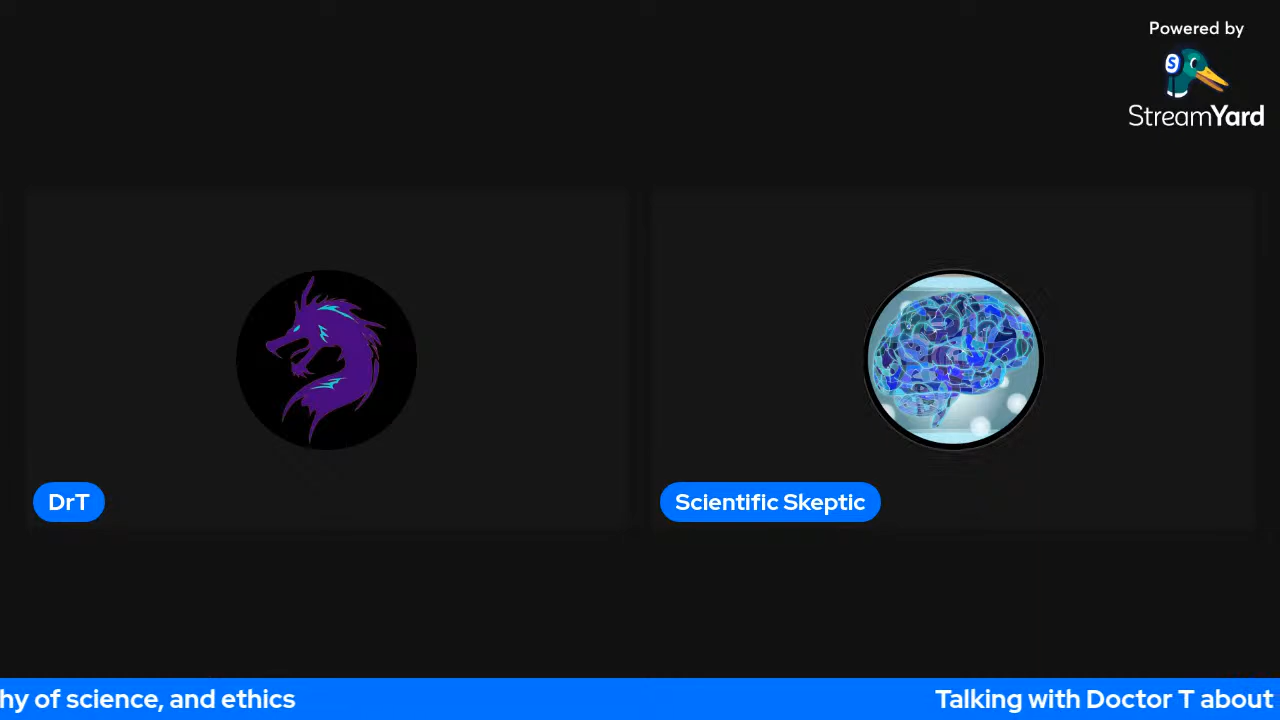 Powered by
S
StreamYard
DrT
Scientific Skeptic
hy of science, and ethics
Talking with Doctor T about